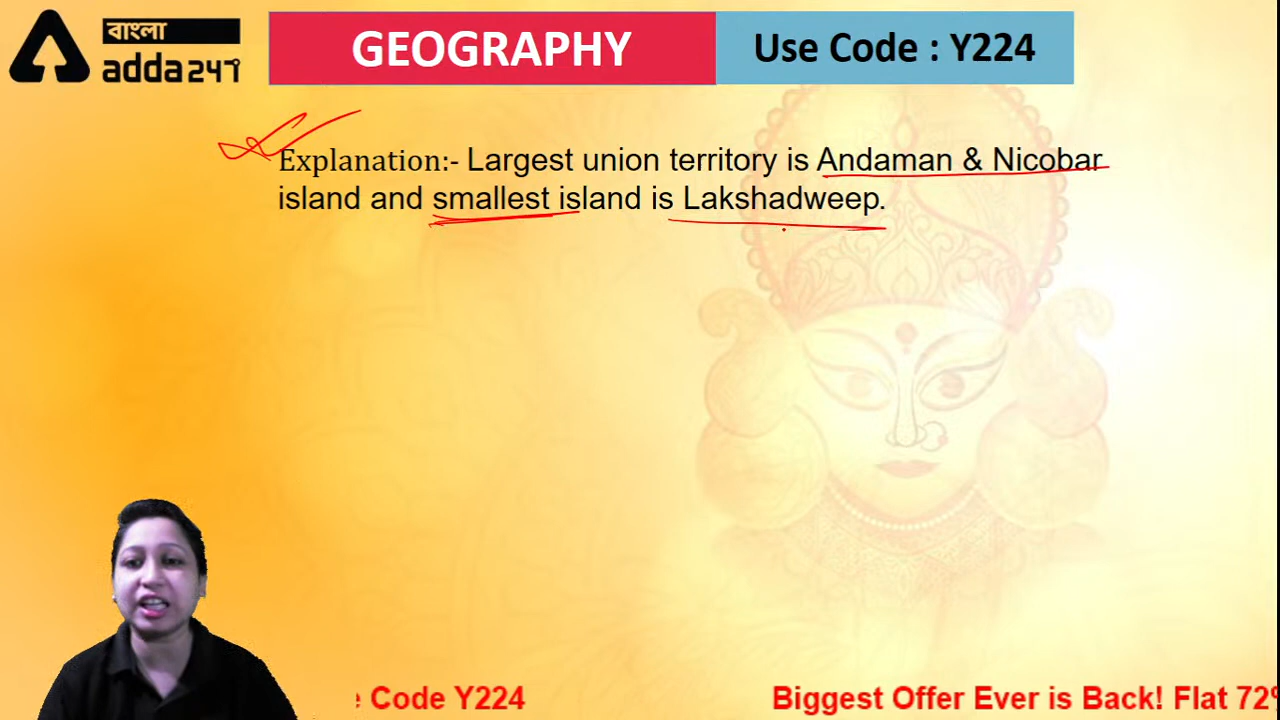 বাংলা
adda247
GEOGRAPHY
Use Code : Y224
Explanation:- Largest union territory is Andaman & Nicobar
island and smallest island is Lakshadweep.
Code Y224
Biggest Offer Ever is Back! Flat 72%